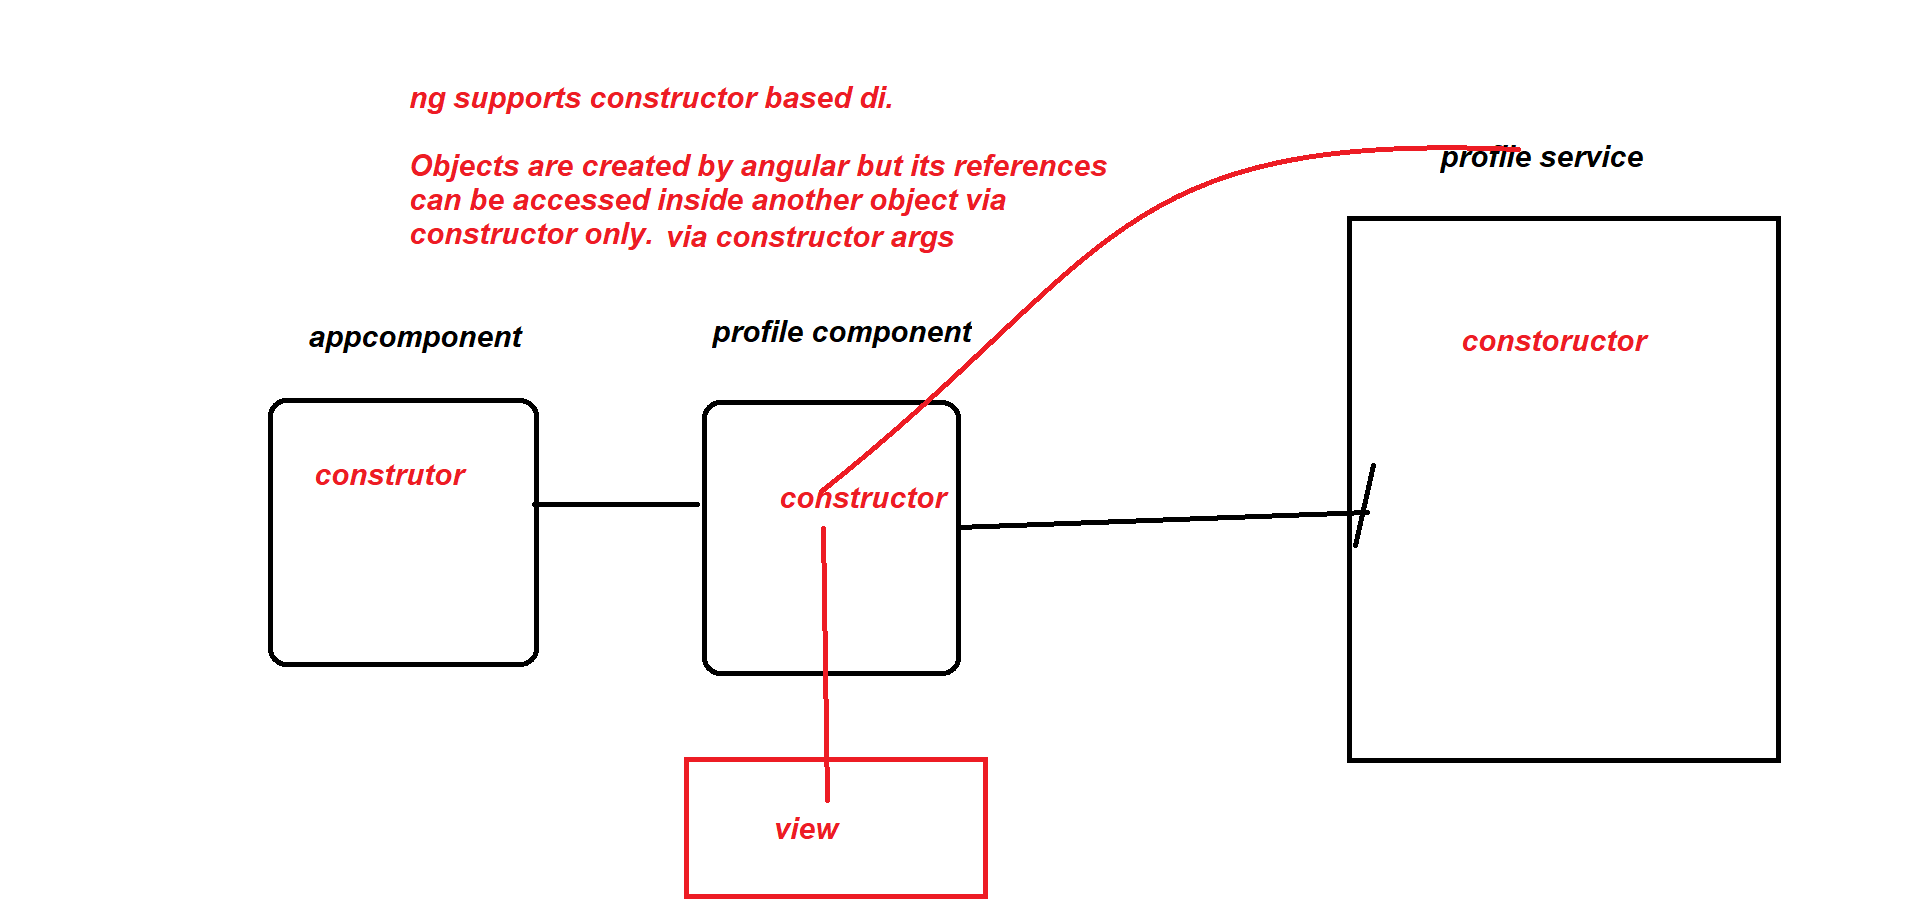 ng supports constructor based di.
Objects are created by angular but its references
can be accessed inside another object via
constructor only. via constructor args
profile service
appcomponent
profile component
constoructor
construtor
constructor
view